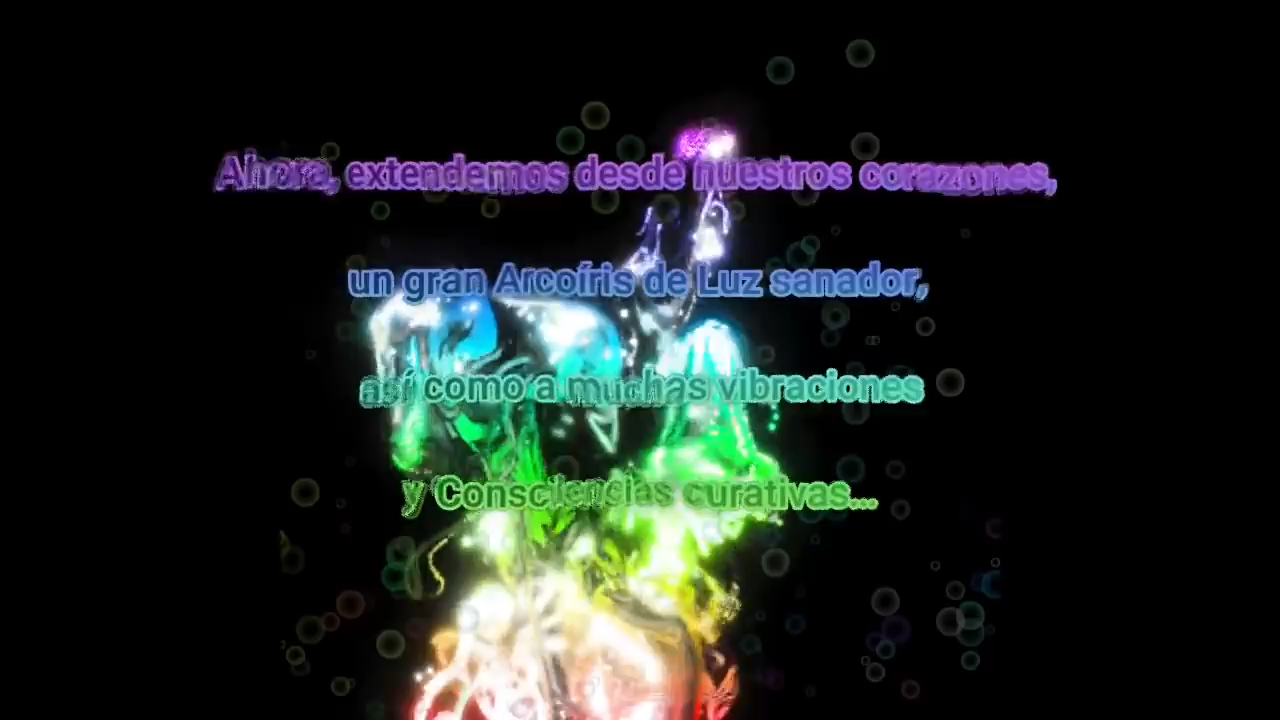 Ahora, extendemos desde nuestros corazones,
un gran Arcoíris de Luz sanador,
así como a muchas vibraciones
y Consciencias curativas...